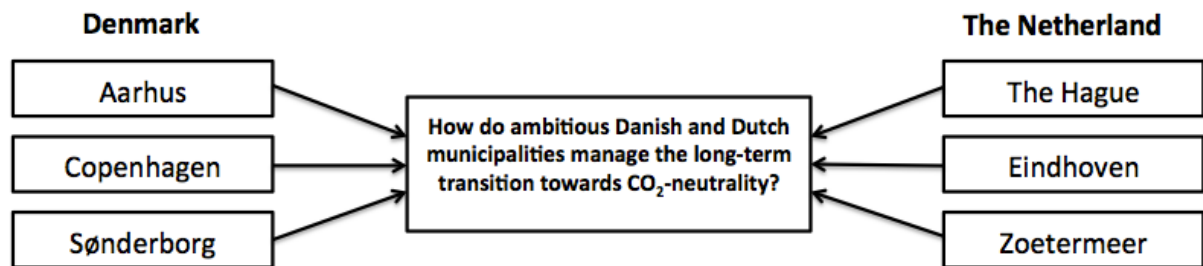 Denmark
Aarhus
Copenhagen
Sønderborg
How do ambitious Danish and Dutch
municipalities manage the long-term
transition towards CO₂-neutrality?
The Netherland
The Hague
Eindhoven
Zoetermeer